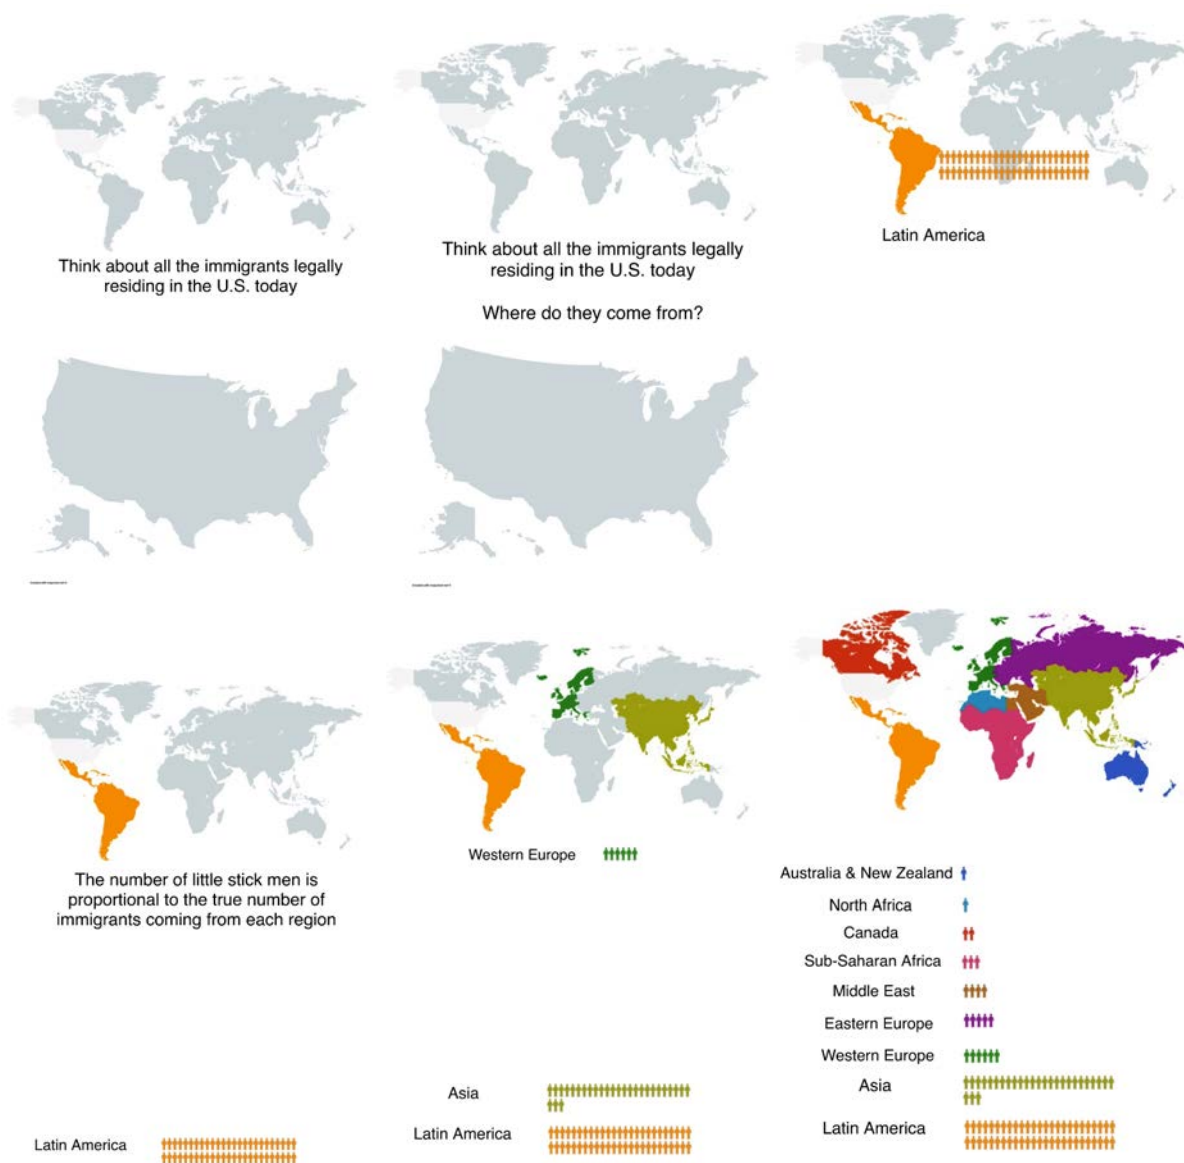 Think about all the immigrants legally
residing in the U.S. today
Think about all the immigrants legally
residing in the U.S. today
Where do they come from?
Latin America
The number of little stick men is
proportional to the true number of
immigrants coming from each region
Latin America
Western Europe
Asia
Latin America
Australia & New Zealand
North Africa
Canada
Sub-Saharan Africa
Middle East
Eastern Europe
Western Europe
Asia
Latin America